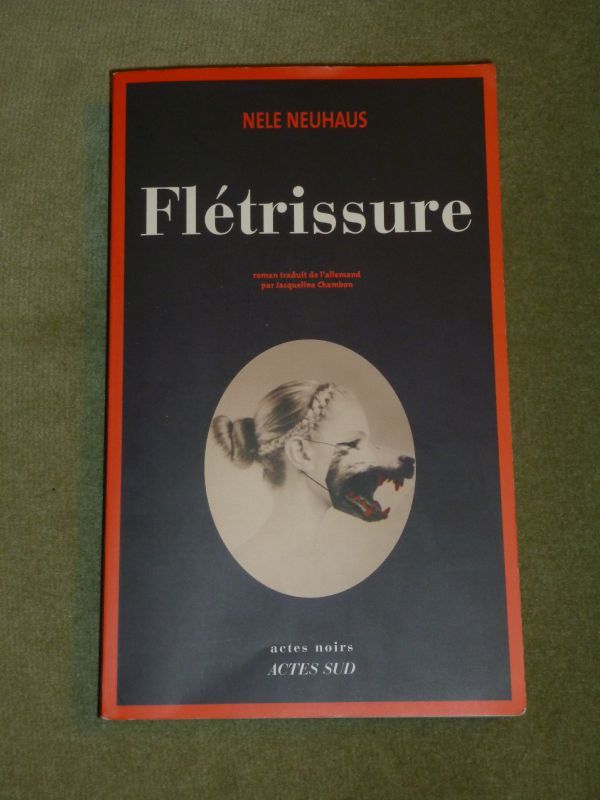 NELE NEUHAUS
Flétrissure
roman traduit de l'allemand
par Jacqueline Chambon
actes noirs
ACTES SUD